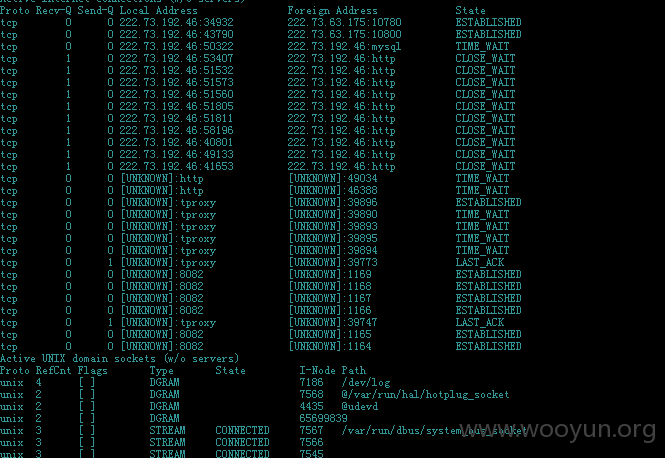 Active Internet connections (w/o servers)
Proto Recv-Q Send-Q Local Address Foreign Address State
tcp 0 0 222.73.192.46:34932 222.73.63.175:10780 ESTABLISHED
tcp 0 0 222.73.192.46:43790 222.73.63.175:10800 ESTABLISHED
tcp 0 0 222.73.192.46:50322 222.73.192.46:mysql TIME_WAIT
tcp 1 0 222.73.192.46:53407 222.73.192.46:http CLOSE_WAIT
tcp 1 0 222.73.192.46:51532 222.73.192.46:http CLOSE_WAIT
tcp 1 0 222.73.192.46:51573 222.73.192.46:http CLOSE_WAIT
tcp 1 0 222.73.192.46:51560 222.73.192.46:http CLOSE_WAIT
tcp 1 0 222.73.192.46:51805 222.73.192.46:http CLOSE_WAIT
tcp 1 0 222.73.192.46:51811 222.73.192.46:http CLOSE_WAIT
tcp 1 0 222.73.192.46:58196 222.73.192.46:http CLOSE_WAIT
tcp 1 0 222.73.192.46:40801 222.73.192.46:http CLOSE_WAIT
tcp 1 0 222.73.192.46:49133 222.73.192.46:http CLOSE_WAIT
tcp 1 0 222.73.192.46:41653 222.73.192.46:http CLOSE_WAIT
tcp 0 0 [UNKNOWN]:http [UNKNOWN]:49034 TIME_WAIT
tcp 0 0 [UNKNOWN]:http [UNKNOWN]:46388 TIME_WAIT
tcp 0 0 [UNKNOWN]:tproxy [UNKNOWN]:39896 ESTABLISHED
tcp 0 0 [UNKNOWN]:tproxy [UNKNOWN]:39890 TIME_WAIT
tcp 0 0 [UNKNOWN]:tproxy [UNKNOWN]:39893 TIME_WAIT
tcp 0 0 [UNKNOWN]:tproxy [UNKNOWN]:39895 TIME_WAIT
tcp 0 0 [UNKNOWN]:tproxy [UNKNOWN]:39894 TIME_WAIT
tcp 0 1 [UNKNOWN]:tproxy [UNKNOWN]:39773 LAST_ACK
tcp 0 0 [UNKNOWN]:8082 [UNKNOWN]:1169 ESTABLISHED
tcp 0 0 [UNKNOWN]:8082 [UNKNOWN]:1168 ESTABLISHED
tcp 0 0 [UNKNOWN]:8082 [UNKNOWN]:1167 ESTABLISHED
tcp 0 0 [UNKNOWN]:8082 [UNKNOWN]:1166 ESTABLISHED
tcp 0 1 [UNKNOWN]:tproxy [UNKNOWN]:39747 LAST_ACK
tcp 0 0 [UNKNOWN]:8082 [UNKNOWN]:1165 ESTABLISHED
tcp 0 0 [UNKNOWN]:8082 [UNKNOWN]:1164 ESTABLISHED
Active UNIX domain sockets (w/o servers)
Proto RefCnt Flags Type State I-Node Path
unix 4 [ ] DGRAM 7186 /dev/log
unix 2 [ ] DGRAM 7568 @/var/run/hal/hotplug_socket
unix 2 [ ] DGRAM 4435 @udevd
unix 2 [ ] DGRAM 65699839
unix 3 [ ] STREAM CONNECTED 7567 /var/run/dbus/system_bus_socket
unix 3 [ ] STREAM CONNECTED 7566
unix 3 [ ] STREAM CONNECTED 7545
www.wooyun.org